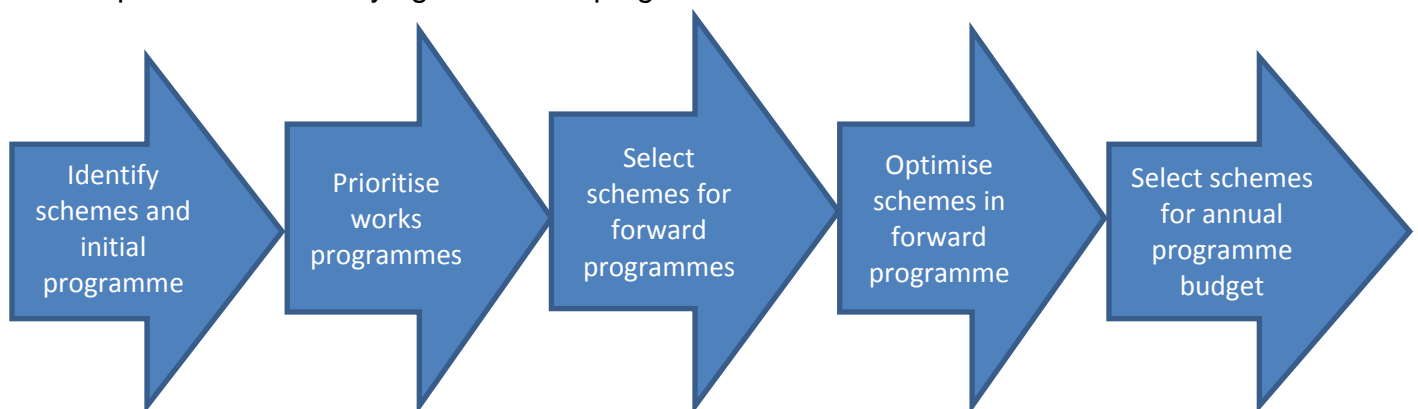 Identify
schemes and
initial
programme
Prioritise
works
programmes
Select
schemes for
forward
programmes
Optimise
schemes in
forward
programme
Select schemes
for annual
programme
budget